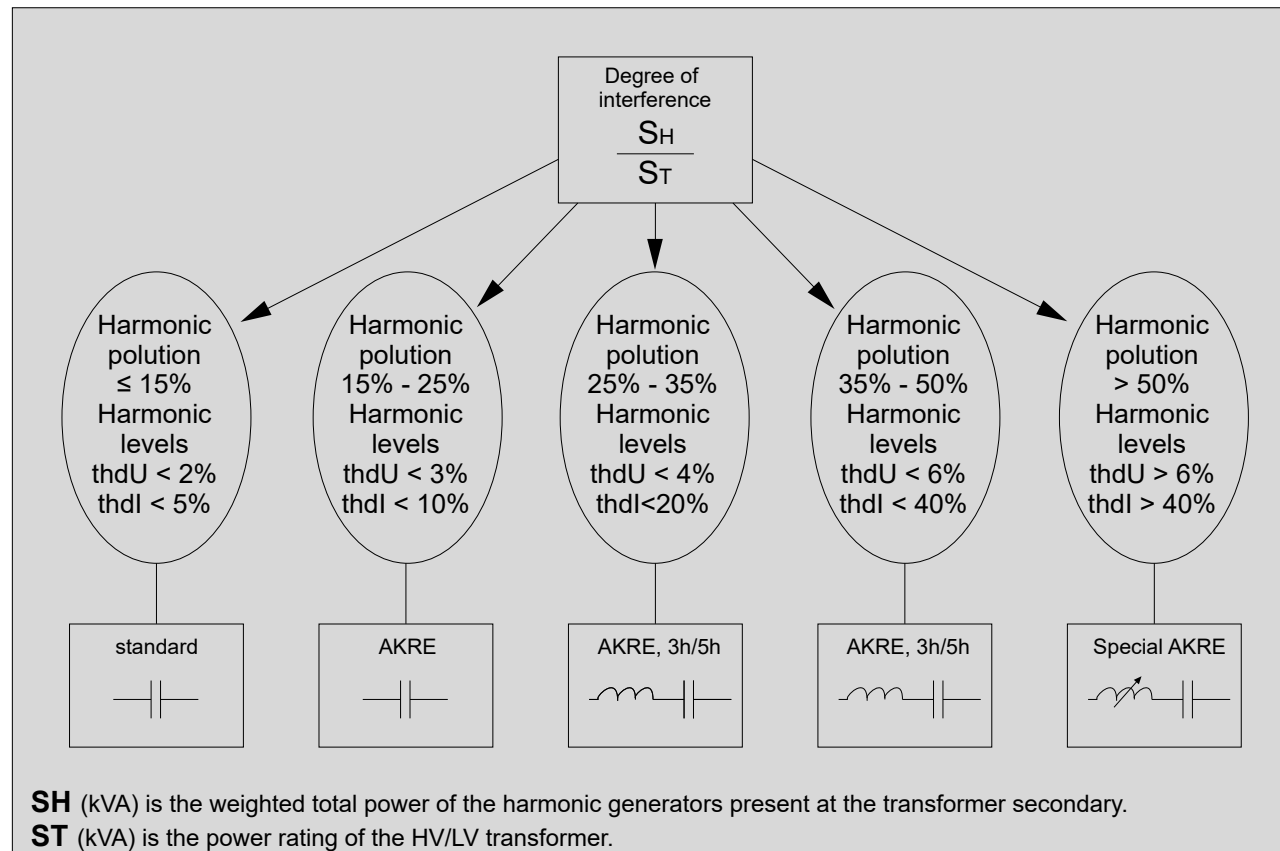 Degree of
interference
SH
ST
Harmonic
polution
≤ 15%
Harmonic
levels
thdU < 2%
thdI < 5%
Harmonic
polution
15% - 25%
Harmonic
levels
thdU < 3%
thdI < 10%
Harmonic
polution
25% - 35%
Harmonic
levels
thdU < 4%
thdI<20%
Harmonic
polution
35% - 50%
Harmonic
levels
thdU < 6%
thdI < 40%
Harmonic
polution
> 50%
Harmonic
levels
thdU > 6%
thdI > 40%
standard
AKRE
AKRE, 3h/5h
AKRE, 3h/5h
Special AKRE
SH (kVA) is the weighted total power of the harmonic generators present at the transformer secondary.
ST (kVA) is the power rating of the HV/LV transformer.